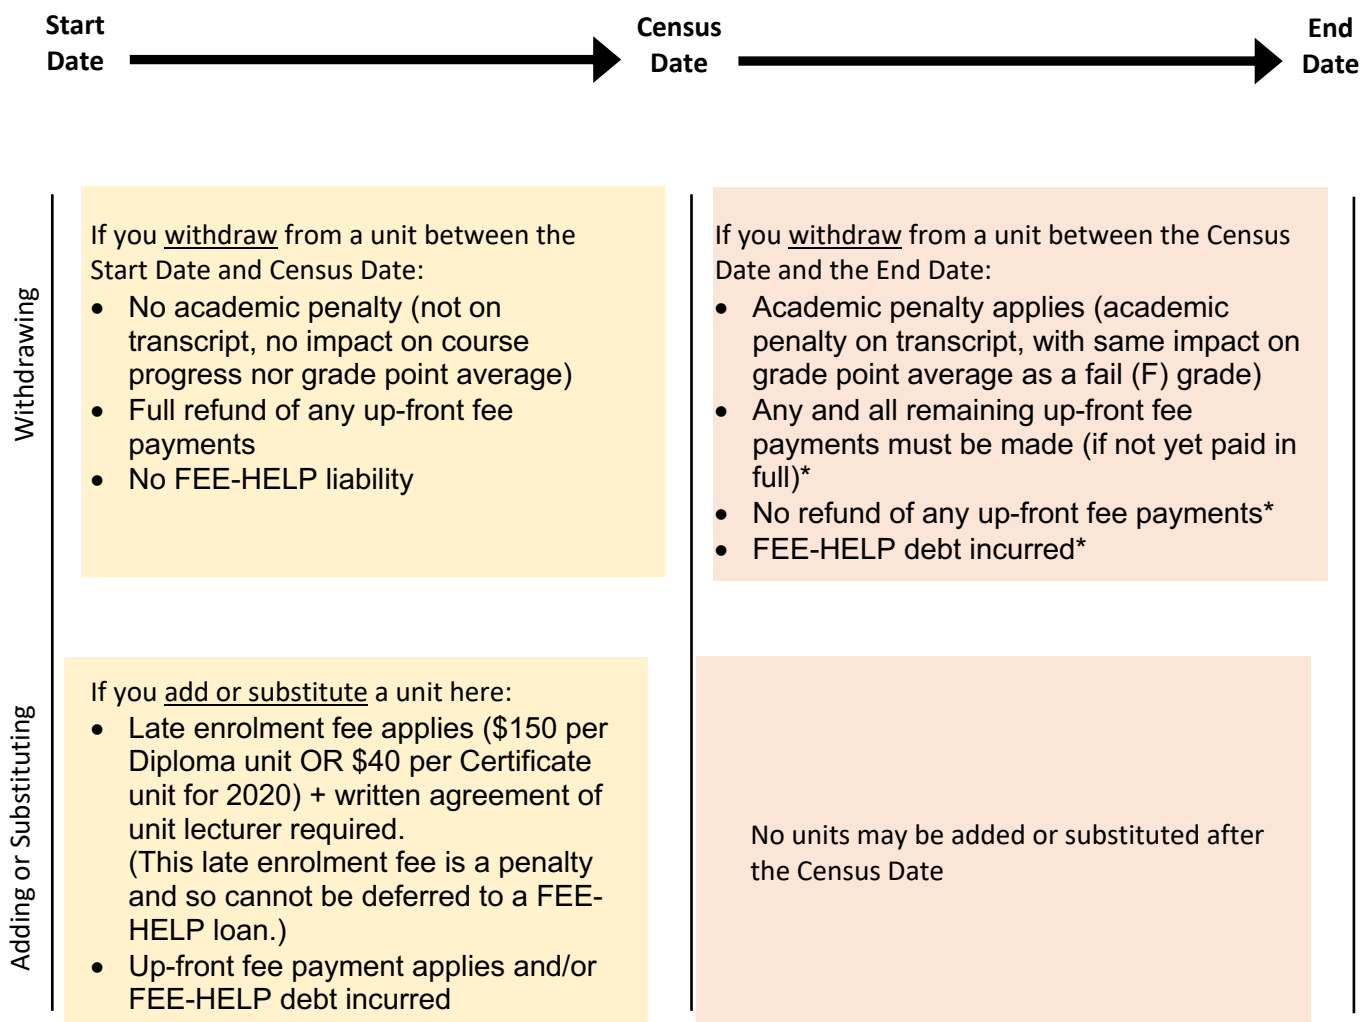 Start
Date
Census
Date
End
Date
Withdrawing
If you withdraw from a unit between the
Start Date and Census Date:
• No academic penalty (not on
transcript, no impact on course
progress nor grade point average)
• Full refund of any up-front fee
payments
• No FEE-HELP liability
If you withdraw from a unit between the Census
Date and the End Date:
• Academic penalty applies (academic
penalty on transcript, with same impact on
grade point average as a fail (F) grade)
• Any and all remaining up-front fee
payments must be made (if not yet paid in
full)*
• No refund of any up-front fee payments*
• FEE-HELP debt incurred*
Adding or Substituting
If you add or substitute a unit here:
• Late enrolment fee applies ($150 per
Diploma unit OR $40 per Certificate
unit for 2020) + written agreement of
unit lecturer required.
(This late enrolment fee is a penalty
and so cannot be deferred to a FEE-
HELP loan.)
• Up-front fee payment applies and/or
FEE-HELP debt incurred
No units may be added or substituted after
the Census Date